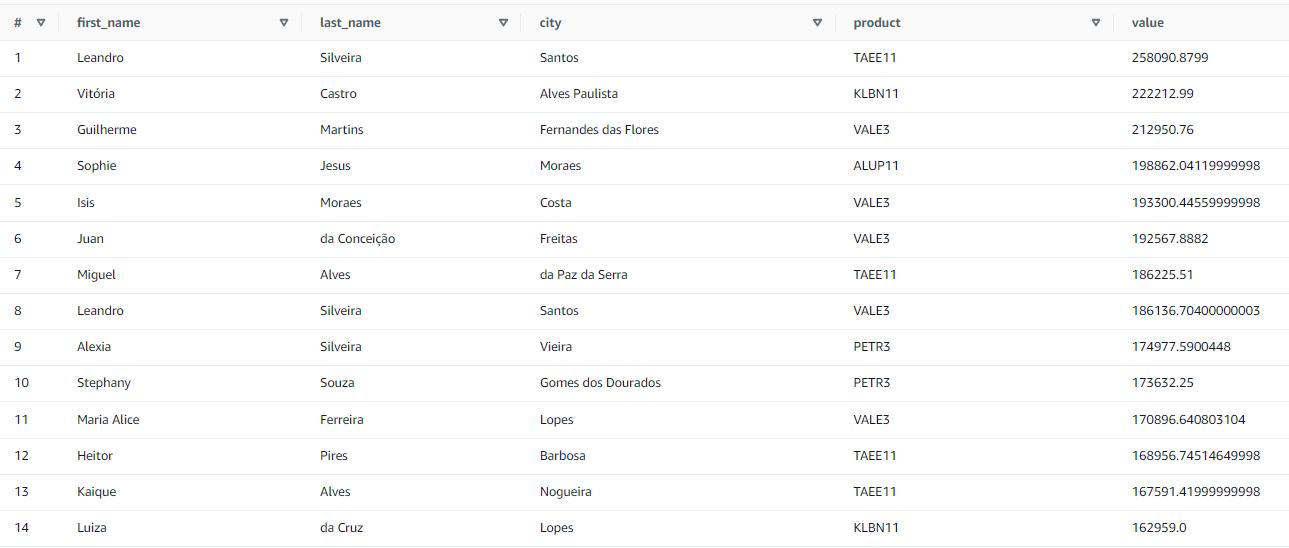 # first_name last_name city product value
1 Leandro Silveira Santos TAEE11 258090.8799
2 Vitória Castro Alves Paulista KLBN11 222212.99
3 Guilherme Martins Fernandes das Flores VALE3 212950.76
4 Sophie Jesus Moraes ALUP11 198862.04119999998
5 Isis Moraes Costa VALE3 193300.44559999998
6 Juan da Conceição Freitas VALE3 192567.8882
7 Miguel Alves da Paz da Serra TAEE11 186225.51
8 Leandro Silveira Santos VALE3 186136.70400000003
9 Alexia Silveira Vieira PETR3 174977.5900448
10 Stephany Souza Gomes dos Dourados PETR3 173632.25
11 Maria Alice Ferreira Lopes VALE3 170896.640803104
12 Heitor Pires Barbosa TAEE11 168956.74514649998
13 Kaique Alves Nogueira TAEE11 167591.41999999998
14 Luiza da Cruz Lopes KLBN11 162959.0